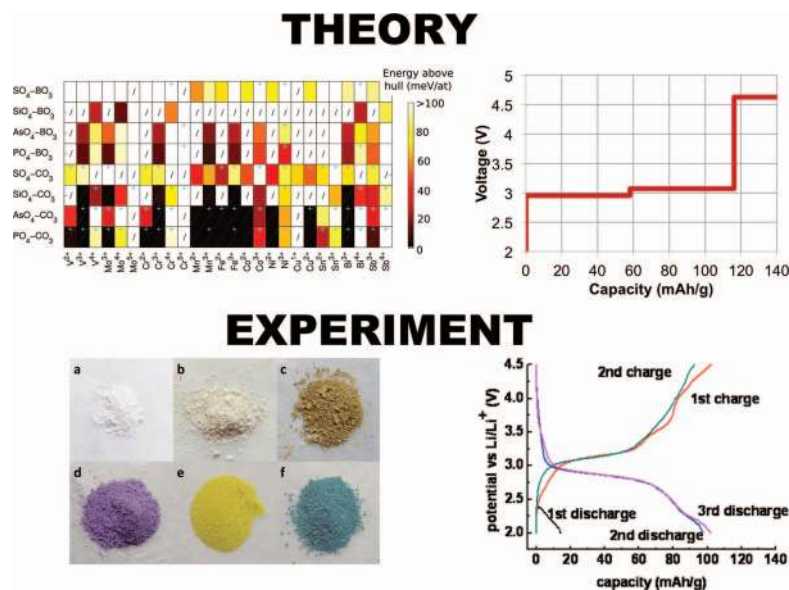 THEORY
Energy above
hull (meV/at)
SO₄–BO₃
SiO₄–BO₃
AsO₄–BO₃
PO₄–BO₃
SO₄–CO₃
SiO₄–CO₃
AsO₄–CO₃
PO₄–CO₃
>100
80
60
40
20
0
5
4.5
4
3.5
3
2.5
2
Voltage (V)
0 20 40 60 80 100 120 140
Capacity (mAh/g)
EXPERIMENT
a b c
d e f
4.5
4.0
3.5
3.0
2.5
2.0
potential vs Li/Li⁺ (V)
2nd charge
1st charge
1st discharge
3rd discharge
2nd discharge
0 20 40 60 80 100 120 140
capacity (mAh/g)